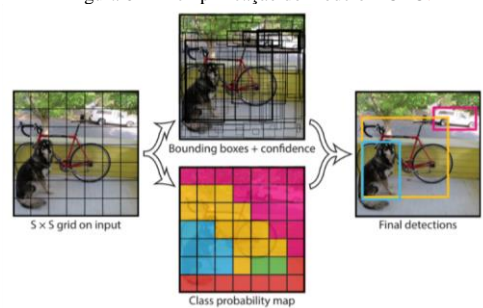 Bounding boxes + confidence
S × S grid on input
Final detections
Class probability map